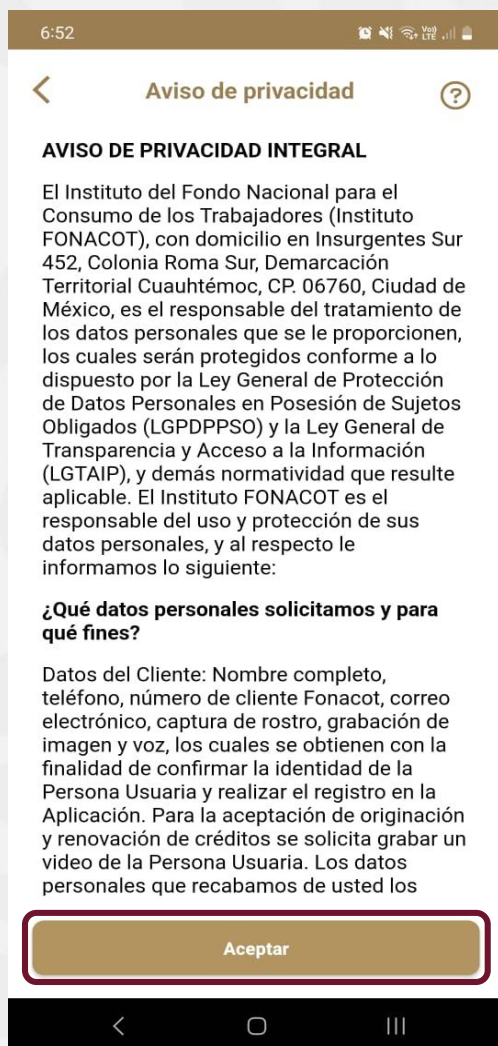 6:52
Vo))
LTE
Aviso de privacidad
?
AVISO DE PRIVACIDAD INTEGRAL
El Instituto del Fondo Nacional para el
Consumo de los Trabajadores (Instituto
FONACOT), con domicilio en Insurgentes Sur
452, Colonia Roma Sur, Demarcación
Territorial Cuauhtémoc, CP. 06760, Ciudad de
México, es el responsable del tratamiento de
los datos personales que se le proporcionen,
los cuales serán protegidos conforme a lo
dispuesto por la Ley General de Protección
de Datos Personales en Posesión de Sujetos
Obligados (LGPDPPSO) y la Ley General de
Transparencia y Acceso a la Información
(LGTAIP), y demás normatividad que resulte
aplicable. El Instituto FONACOT es el
responsable del uso y protección de sus
datos personales, y al respecto le
informamos lo siguiente:
¿Qué datos personales solicitamos y para
qué fines?
Datos del Cliente: Nombre completo,
teléfono, número de cliente Fonacot, correo
electrónico, captura de rostro, grabación de
imagen y voz, los cuales se obtienen con la
finalidad de confirmar la identidad de la
Persona Usuaria y realizar el registro en la
Aplicación. Para la aceptación de originación
y renovación de créditos se solicita grabar un
video de la Persona Usuaria. Los datos
personales que recabamos de usted los
Aceptar